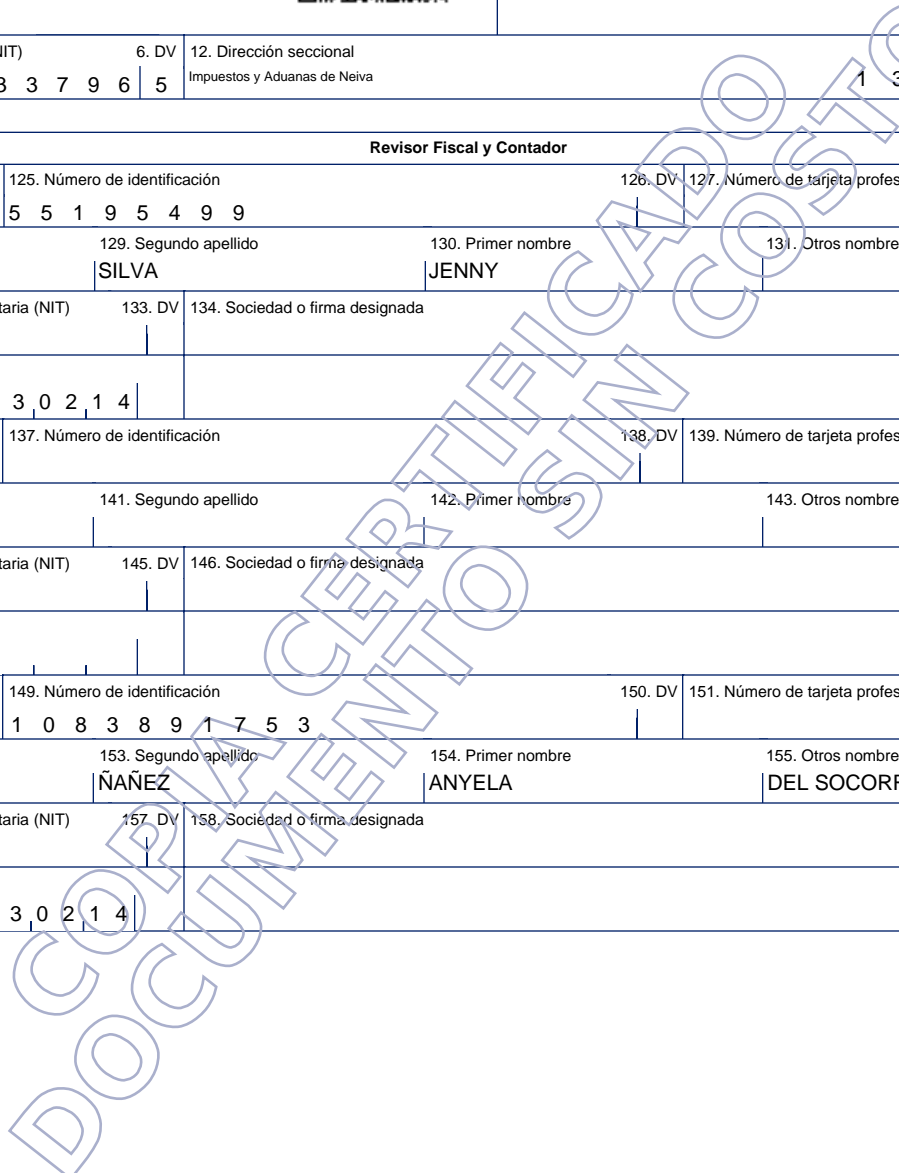 NIT) 6. DV 12. Dirección seccional
3 3 7 9 6 5 Impuestos y Aduanas de Neiva 1 3
Revisor Fiscal y Contador
125. Número de identificación 126. DV 127. Número de tarjeta profes
5 5 1 9 5 4 9 9
129. Segundo apellido 130. Primer nombre 131. Otros nombre
SILVA JENNY
taria (NIT) 133. DV 134. Sociedad o firma designada
3 0 2 1 4
137. Número de identificación 138. DV 139. Número de tarjeta profes
141. Segundo apellido 142. Primer nombre 143. Otros nombre
taria (NIT) 145. DV 146. Sociedad o firma designada
149. Número de identificación 150. DV 151. Número de tarjeta profes
1 0 8 3 8 9 1 7 5 3
153. Segundo apellido 154. Primer nombre 155. Otros nombre
ÑAÑEZ ANYELA DEL SOCORR
taria (NIT) 157. DV 158. Sociedad o firma designada
3 0 2 1 4
COPIA CERTIFICADO
DOCUMENTO SIN COSTO